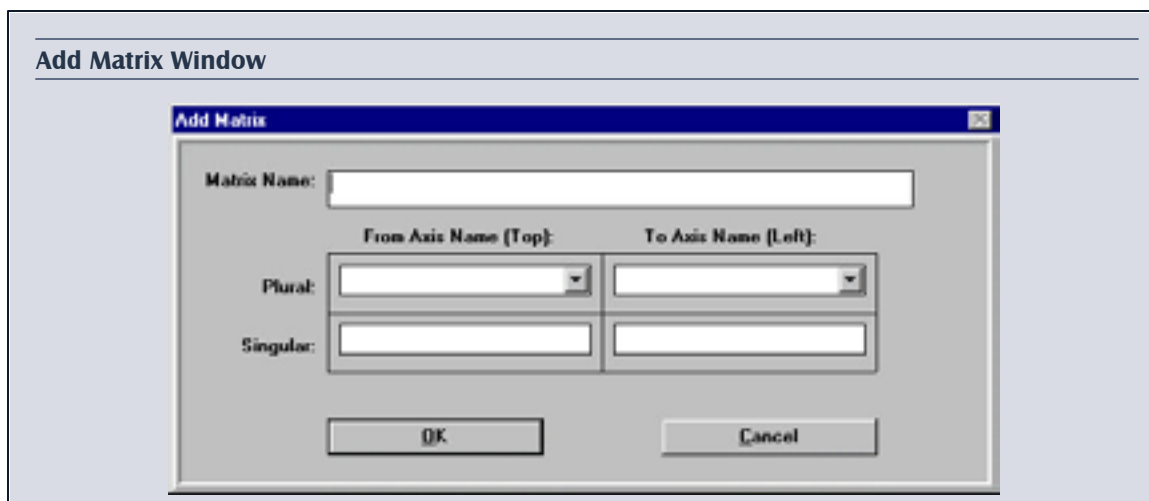 Add Matrix Window
Add Matrix
Matrix Name:
From Axis Name (Top): To Axis Name (Left):
Plural:
Singular:
OK Cancel